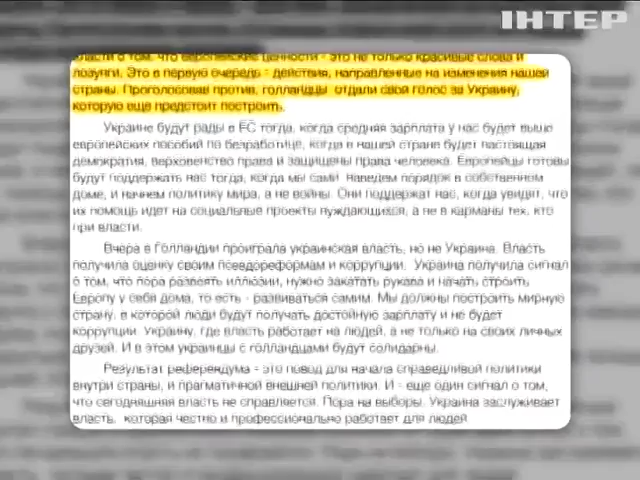 ІНТЕР
власти о том, что европейские ценности - это не только красивые слова и
лозунги. Это в первую очередь - действия, направленные на изменения нашей
страны. Проголосовав против, голландцы отдали свой голос за Украину,
которую еще предстоит построить.
Украине будут рады в ЕС тогда, когда средняя зарплата у нас будет выше
европейских пособий по безработице, когда в нашей стране будет настоящая
демократия, верховенство права и защищены права человека. Европейцы готовы
будут поддержать нас тогда, когда мы сами наведем порядок в собственном
доме, и начнем политику мира, а не войны. Они поддержат нас, когда увидят, что
их помощь идет на социальные проекты нуждающихся, а не в карманы тех, кто
при власти.
Вчера в Голландии проиграла украинская власть, но не Украина. Власть
получила оценку своим псевдореформам и коррупции. Украина получила сигнал
о том, что пора развеять иллюзии, нужно закатать рукава и начать строить
Европу у себя дома, то есть - развиваться самим. Мы должны построить мирную
страну, в которой люди будут получать достойную зарплату и не будет
коррупции. Украину, где власть работает на людей, а не только на своих личных
друзей. И в этом украинцы с голландцами будут солидарны.
Результат референдума - это повод для начала справедливой политики
внутри страны, и прагматичной внешней политики. И - еще один сигнал о том,
что сегодняшняя власть не справляется. Пора на выборы. Украина заслуживает
власть, которая честно и профессионально работает для людей